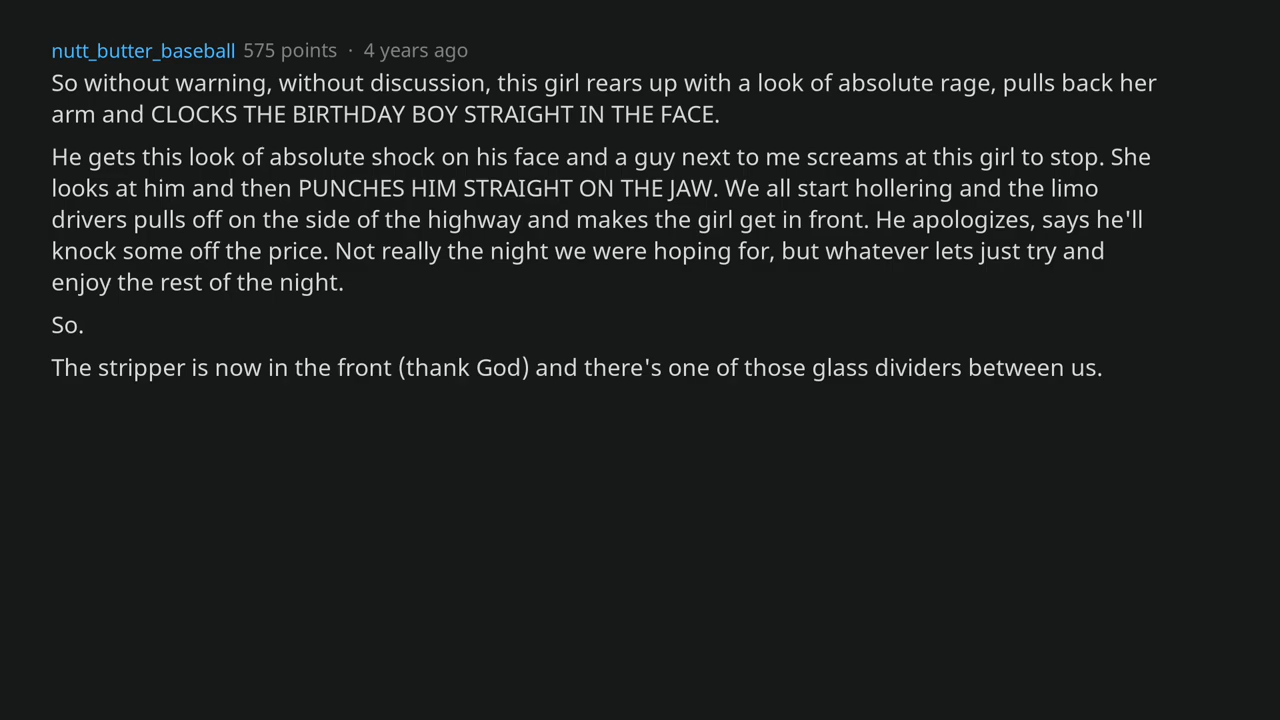 nutt_butter_baseball 575 points · 4 years ago
So without warning, without discussion, this girl rears up with a look of absolute rage, pulls back her
arm and CLOCKS THE BIRTHDAY BOY STRAIGHT IN THE FACE.
He gets this look of absolute shock on his face and a guy next to me screams at this girl to stop. She
looks at him and then PUNCHES HIM STRAIGHT ON THE JAW. We all start hollering and the limo
drivers pulls off on the side of the highway and makes the girl get in front. He apologizes, says he'll
knock some off the price. Not really the night we were hoping for, but whatever lets just try and
enjoy the rest of the night.
So.
The stripper is now in the front (thank God) and there's one of those glass dividers between us.